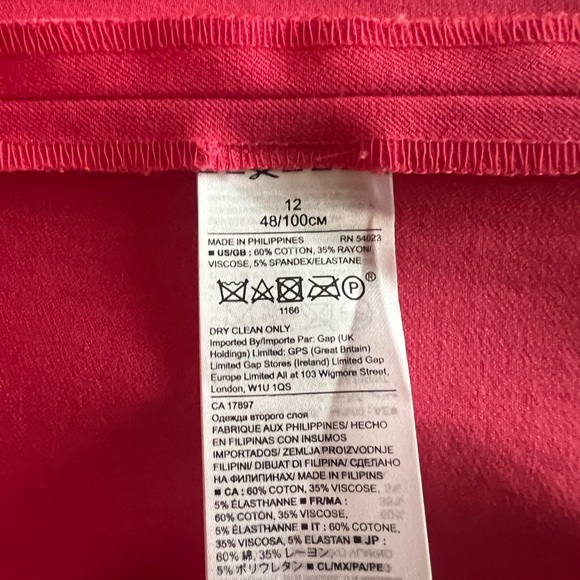 12
48/100CM
MADE IN PHILIPPINES RN 54023
■ US/GB : 60% COTTON, 35% RAYON/
VISCOSE, 5% SPANDEX/ELASTANE
P ®
1166
DRY CLEAN ONLY
Imported By/Importe Par: Gap (UK
Holdings) Limited: GPS (Great Britain)
Limited Gap Stores (Ireland) Limited Gap
Europe Limited All at 103 Wigmore Street,
London, W1U 1QS
CA 17897
Одежда второго слоя
FABRIQUE AUX PHILIPPINES/ HECHO
EN FILIPINAS CON INSUMOS
IMPORTADOS/ ZEMLJA PROIZVODNJE
FILIPINI/ DIBUAT DI FILIPINA/ СДЕЛАНО
НА ФИЛИППИНАХ/ MADE IN FILIPINS
■ CA : 60% COTON, 35% VISCOSE,
5% ÉLASTHANNE ■ FR/MA :
60% COTON, 35% VISCOSE,
5% ÉLASTHANNE ■ IT : 60% COTONE,
35% VISCOSA, 5% ELASTAN ■ JP :
60% 綿, 35% レーヨン,
5% ポリウレタン ■ CL/MX/PA/PE